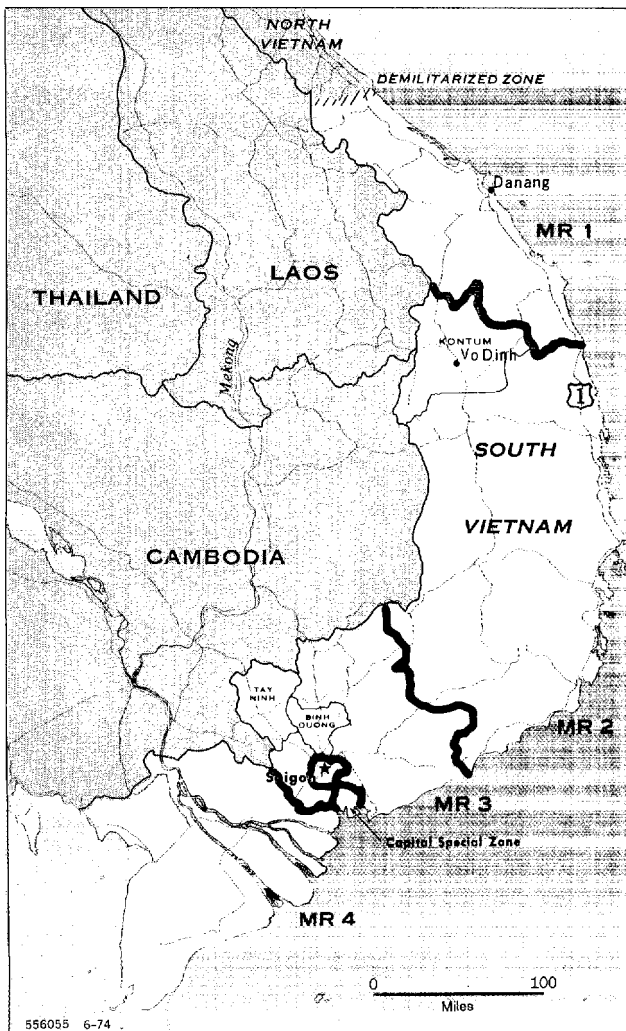 NORTH
VIETNAM
DEMILITARIZED ZONE
Danang
MR 1
LAOS
THAILAND
Mekong
KONTUM
Vo Dinh
1
SOUTH
VIETNAM
CAMBODIA
TAY
NINH
BINH
DUONG
MR 2
Saigon
MR 3
Capital Special Zone
MR 4
0 100
Miles
556055 6-74